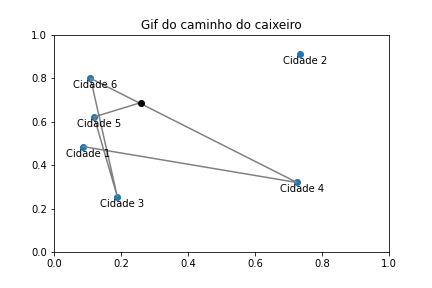 Gif do caminho do caixeiro
1.0
Cidade 2
0.8
Cidade 6
0.6
Cidade 5
Cidade 1
0.4
Cidade 4
0.2
Cidade 3
0.0
0.0 0.2 0.4 0.6 0.8 1.0